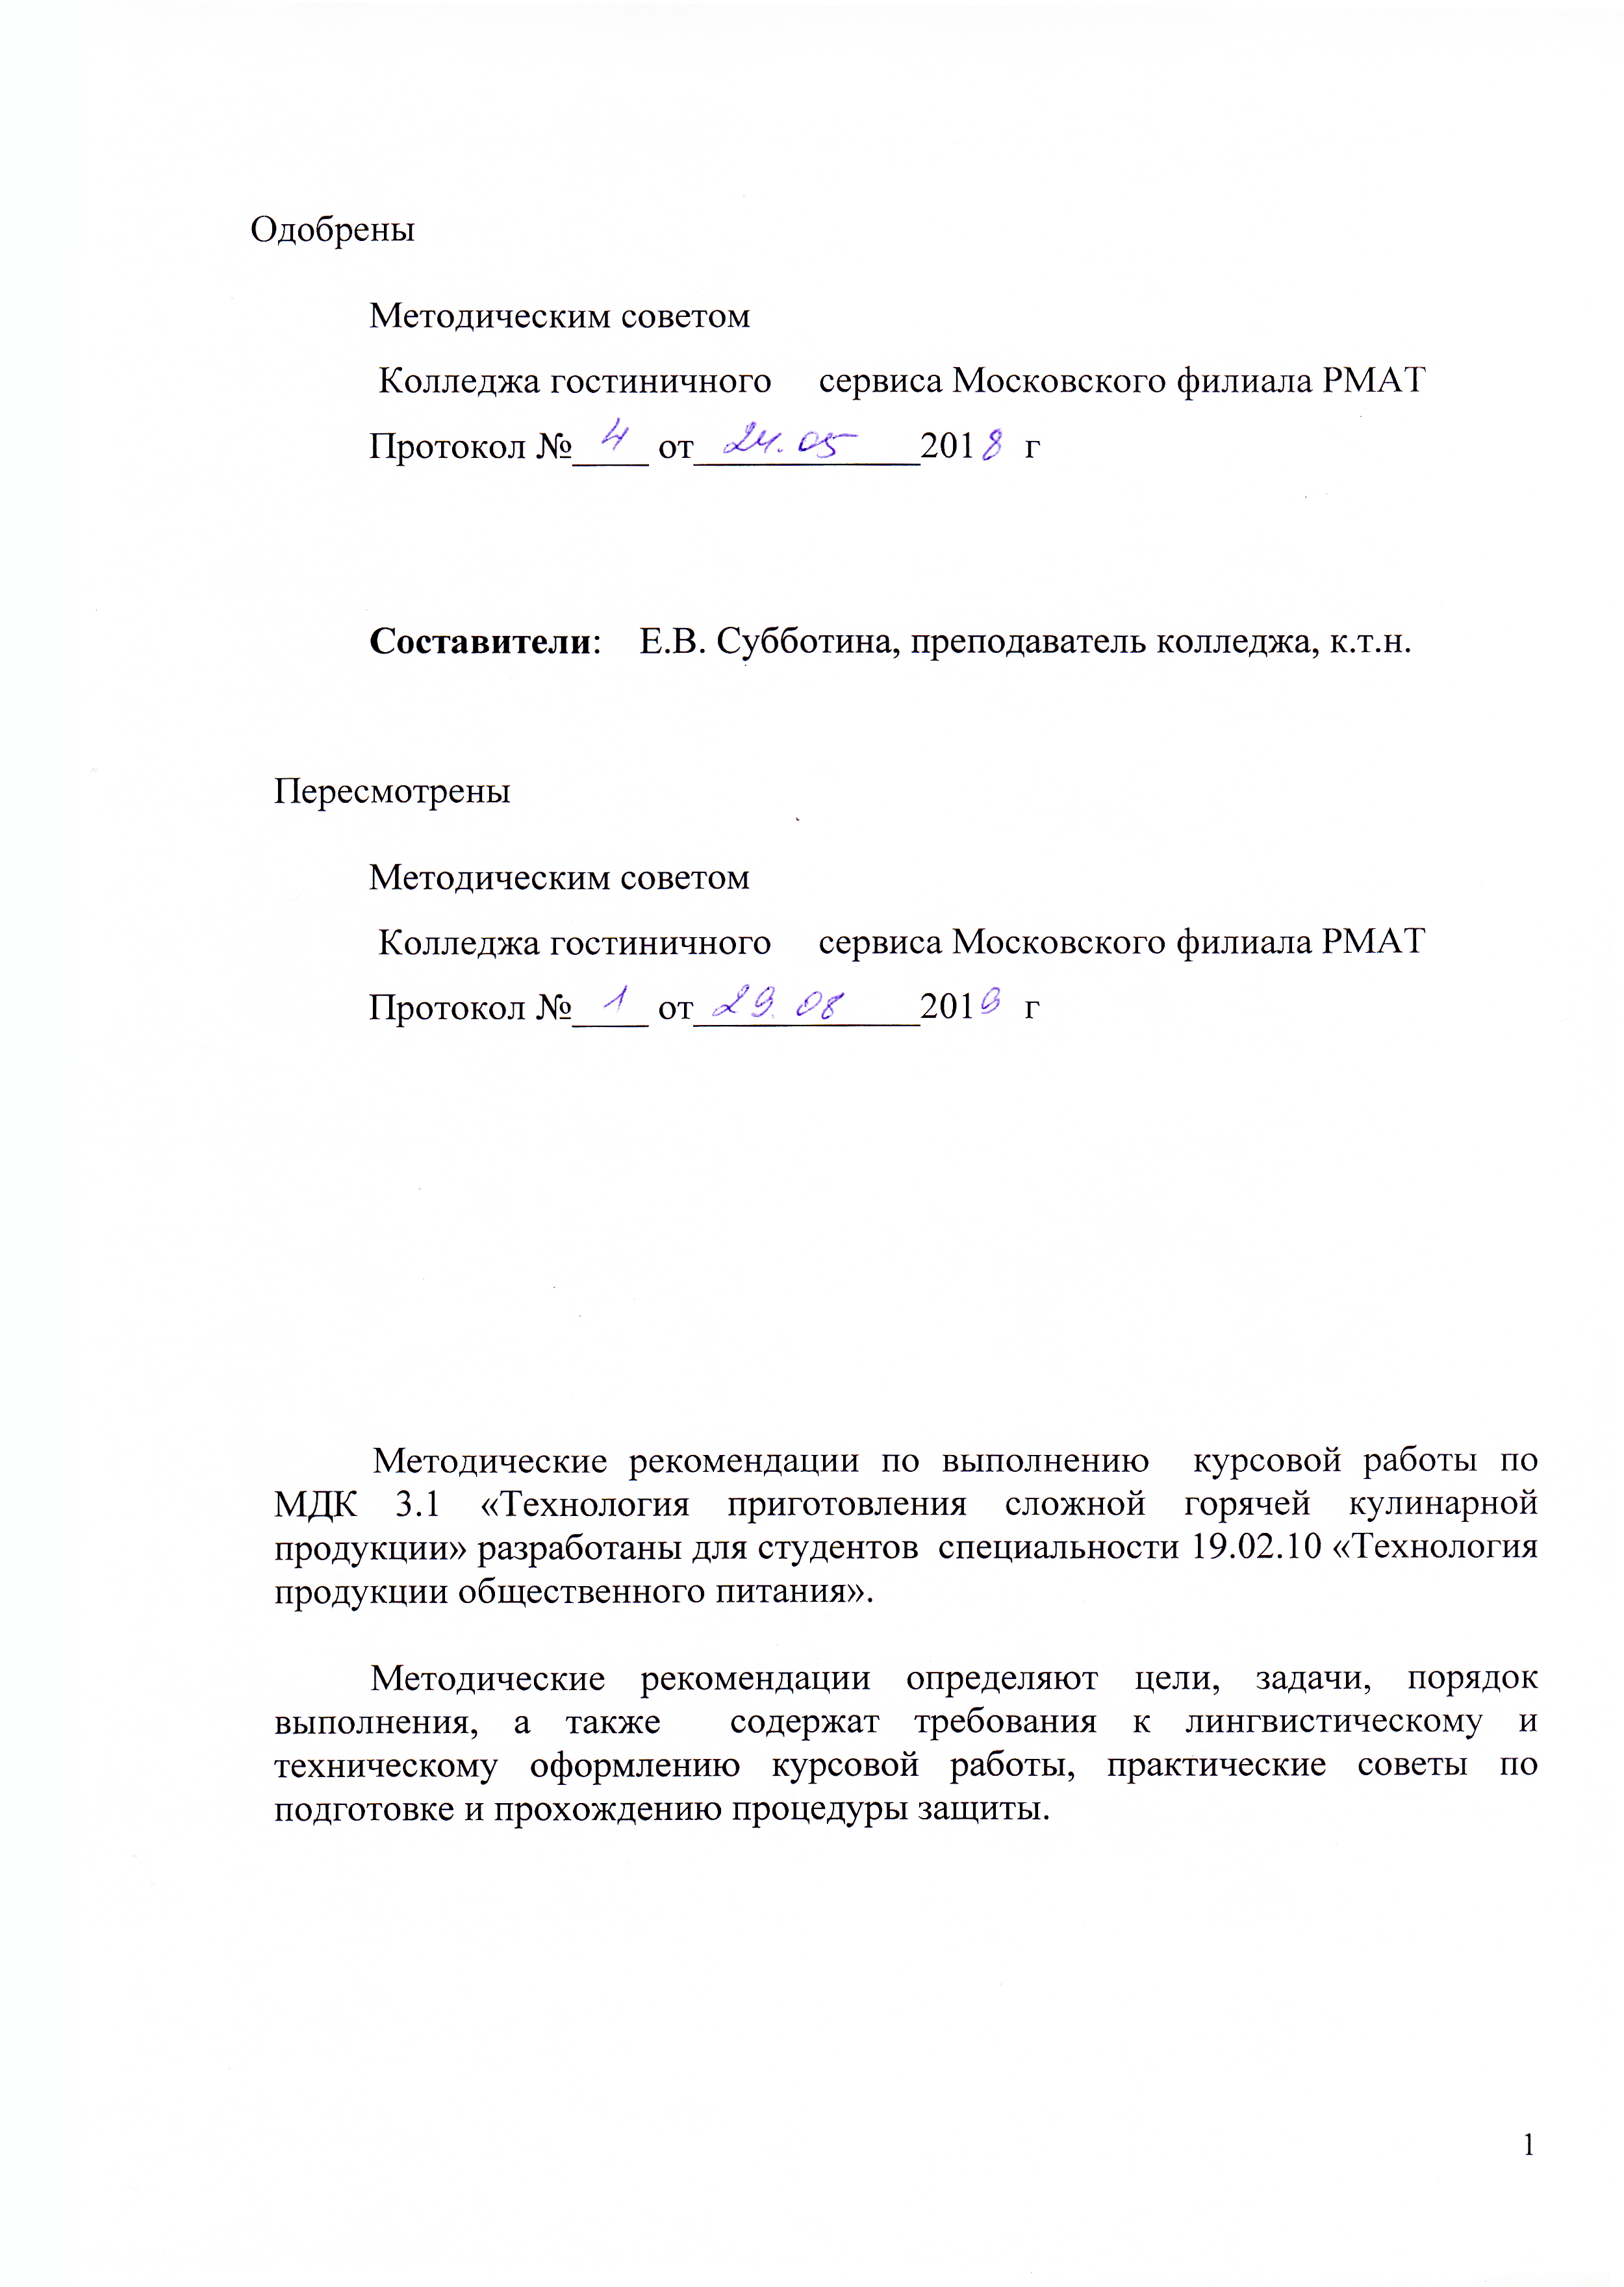 Одобрены
Методическим советом
Колледжа гостиничного сервиса Московского филиала РМАТ
Протокол № 4 от 24.05 2018 г
Составители: Е.В. Субботина, преподаватель колледжа, к.т.н.
Пересмотрены
Методическим советом
Колледжа гостиничного сервиса Московского филиала РМАТ
Протокол № 1 от 29.08 2019 г
Методические рекомендации по выполнению курсовой работы по
МДК 3.1 «Технология приготовления сложной горячей кулинарной
продукции» разработаны для студентов специальности 19.02.10 «Технология
продукции общественного питания».
Методические рекомендации определяют цели, задачи, порядок
выполнения, а также содержат требования к лингвистическому и
техническому оформлению курсовой работы, практические советы по
подготовке и прохождению процедуры защиты.
1